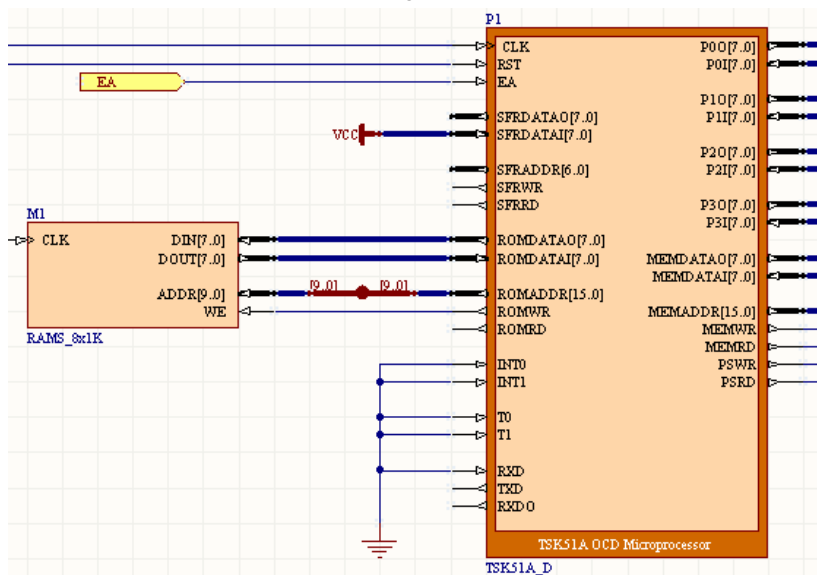 P1
CLK P0O[7..0]
RST P0I[7..0]
EA EA
P1O[7..0]
SFRDATAO[7..0] P1I[7..0]
VCC SFRDATAI[7..0]
P2O[7..0]
SFRADDR[6..0] P2I[7..0]
SFRWR
SFRRD P3O[7..0]
M1 P3I[7..0]
CLK DIN[7..0] ROMDATAO[7..0]
DOUT[7..0] ROMDATAI[7..0] MEMDATAO[7..0]
MEMDATAI[7..0]
ADDR[9..0] [9..0] [9..0] ROMADDR[15..0]
WE ROMWR MEMADDR[15..0]
RAMS_8x1K ROMRD MEMWR
MEMRD
INT0 PSWR
INT1 PSRD
T0
T1
RXD
TXD
RXDO
TSK51A OCD Microprocessor
TSK51A_D